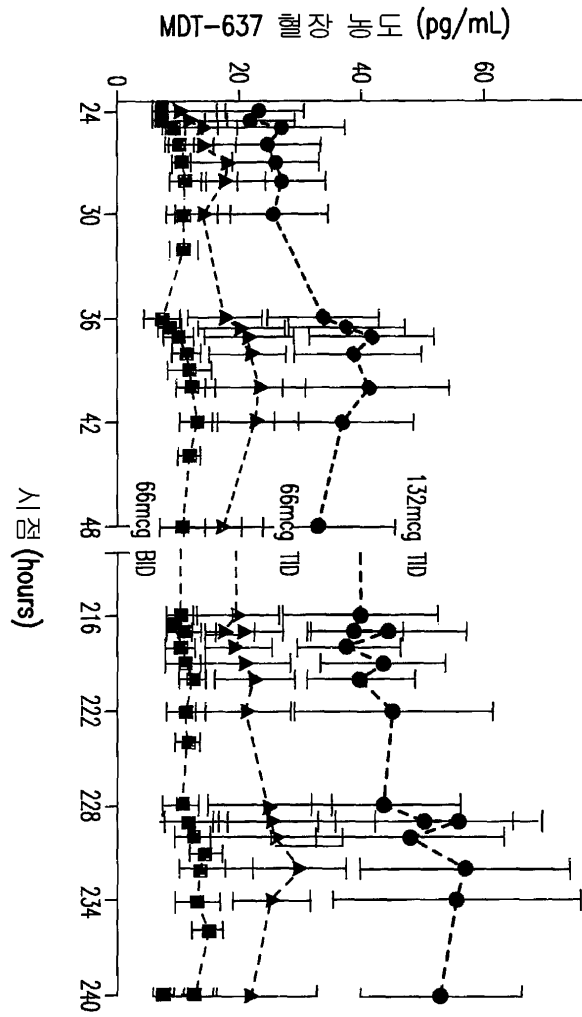 MDT-637 혈장 농도 (pg/mL)
0 20 40 60
24
30
36
42
48
216
222
228
234
240
시점 (hours)
132mcg TID
66mcg TID
66mcg BID